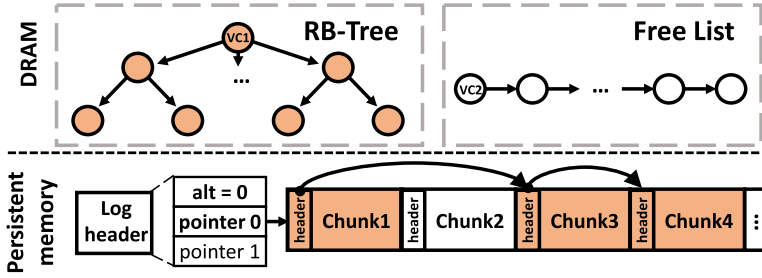 DRAM
RB-Tree
VC1
...
Free List
VC2
...
Persistent
memory
Log
header
alt = 0
pointer 0
pointer 1
header
Chunk1
header
Chunk2
header
Chunk3
header
Chunk4
...